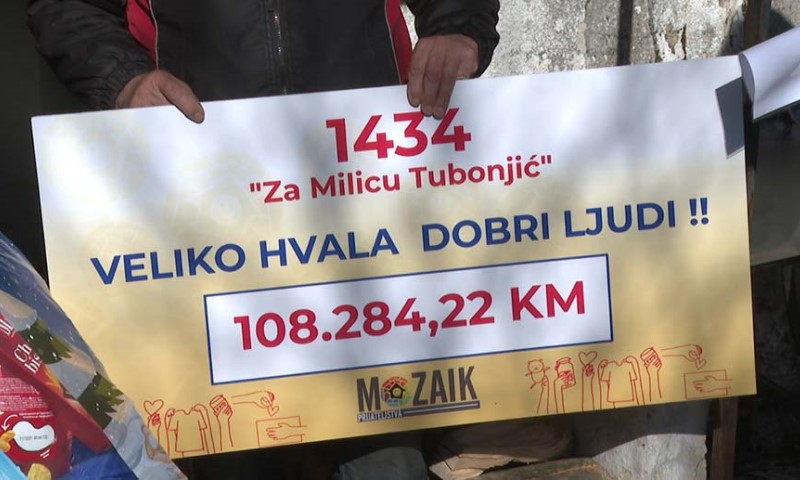 1434
"Za Milicu Tubonjić"
VELIKO HVALA DOBRI LJUDI !!
108.284,22 KM
MOZAIK
PRIJATELJSTVA